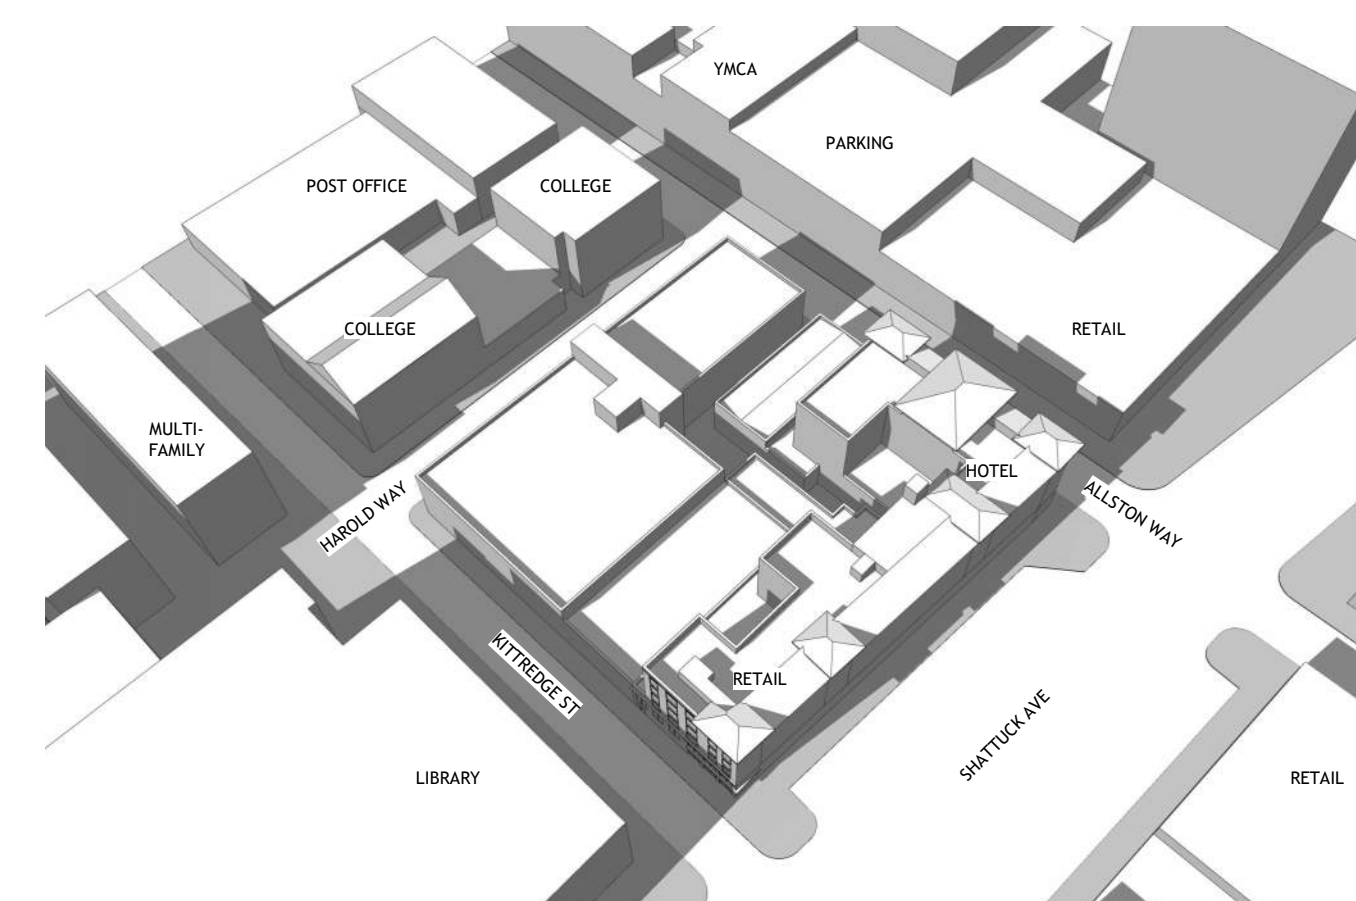 YMCA
PARKING
POST OFFICE
COLLEGE
COLLEGE
RETAIL
MULTI-
FAMILY
HOTEL
HAROLD WAY
ALLSTON WAY
KITTREDGE ST
RETAIL
SHATTUCK AVE
LIBRARY
RETAIL